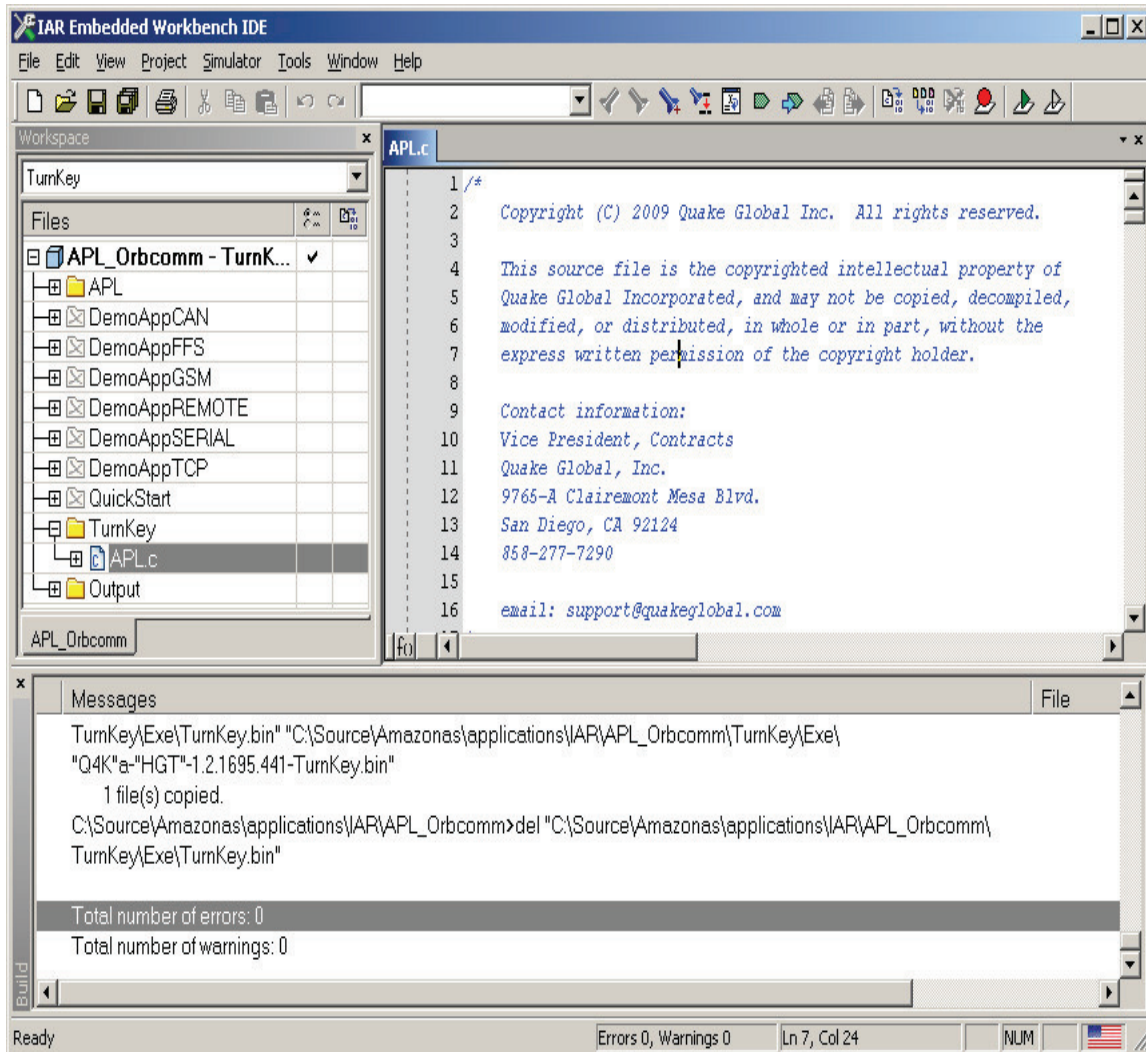 IAR Embedded Workbench IDE
File Edit View Project Simulator Tools Window Help
Workspace
TurnKey
Files
APL_Orbcomm - TurnK...
APL
DemoAppCAN
DemoAppFFS
DemoAppGSM
DemoAppREMOTE
DemoAppSERIAL
DemoAppTCP
QuickStart
TurnKey
APL.c
Output
APL_Orbcomm
APL.c
1 /*
2 Copyright (C) 2009 Quake Global Inc. All rights reserved.
3
4 This source file is the copyrighted intellectual property of
5 Quake Global Incorporated, and may not be copied, decompiled,
6 modified, or distributed, in whole or in part, without the
7 express written permission of the copyright holder.
8
9 Contact information:
10 Vice President, Contracts
11 Quake Global, Inc.
12 9765-A Clairemont Mesa Blvd.
13 San Diego, CA 92124
14 858-277-7290
15
16 email: support@quakeglobal.com
Messages File
TurnKey\Exe\TurnKey.bin" "C:\Source\Amazonas\applications\IAR\APL_Orbcomm\TurnKey\Exe\
"Q4K"a-"HGT"-1.2.1695.441-TurnKey.bin"
1 file(s) copied.
C:\Source\Amazonas\applications\IAR\APL_Orbcomm>del "C:\Source\Amazonas\applications\IAR\APL_Orbcomm\
TurnKey\Exe\TurnKey.bin"
Total number of errors: 0
Total number of warnings: 0
Build
Ready Errors 0, Warnings 0 Ln 7, Col 24 NUM